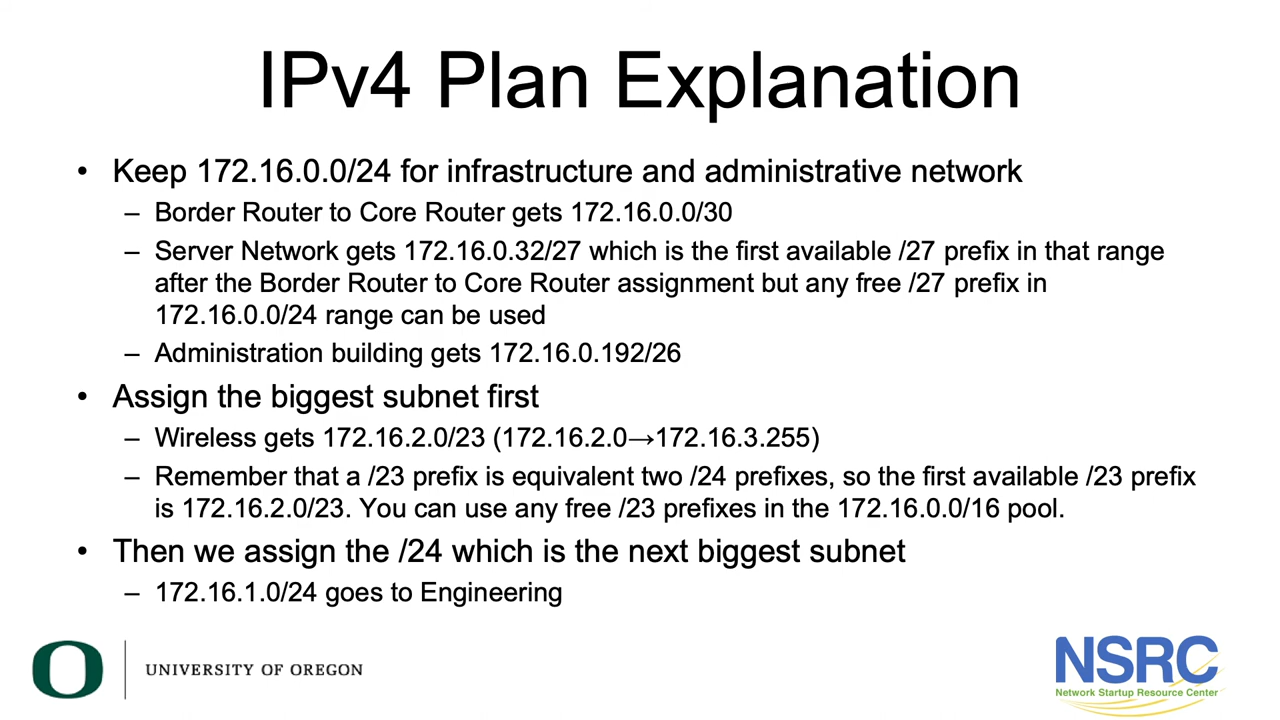 IPv4 Plan Explanation
• Keep 172.16.0.0/24 for infrastructure and administrative network
– Border Router to Core Router gets 172.16.0.0/30
– Server Network gets 172.16.0.32/27 which is the first available /27 prefix in that range
after the Border Router to Core Router assignment but any free /27 prefix in
172.16.0.0/24 range can be used
– Administration building gets 172.16.0.192/26
• Assign the biggest subnet first
– Wireless gets 172.16.2.0/23 (172.16.2.0→172.16.3.255)
– Remember that a /23 prefix is equivalent two /24 prefixes, so the first available /23 prefix
is 172.16.2.0/23. You can use any free /23 prefixes in the 172.16.0.0/16 pool.
• Then we assign the /24 which is the next biggest subnet
– 172.16.1.0/24 goes to Engineering
O
UNIVERSITY OF OREGON
NSRC
Network Startup Resource Center